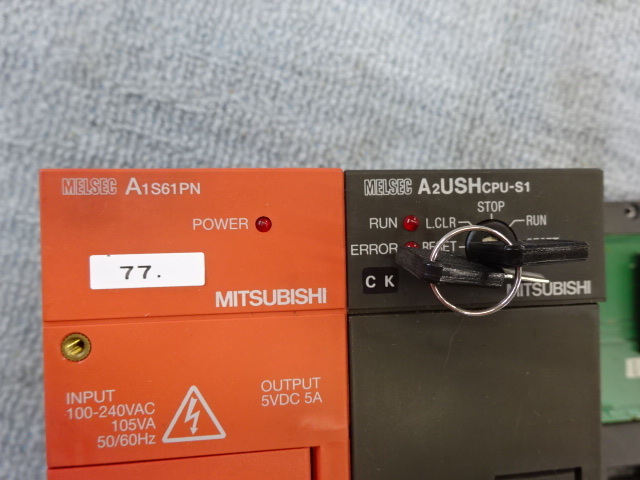 MELSEC A1S61PN
POWER
77.
MITSUBISHI
INPUT
100-240VAC
105VA
50/60Hz
OUTPUT
5VDC 5A
MELSEC A2USHCPU-S1
STOP
RUN L.CLR RUN
ERROR RESET
C K
MITSUBISHI